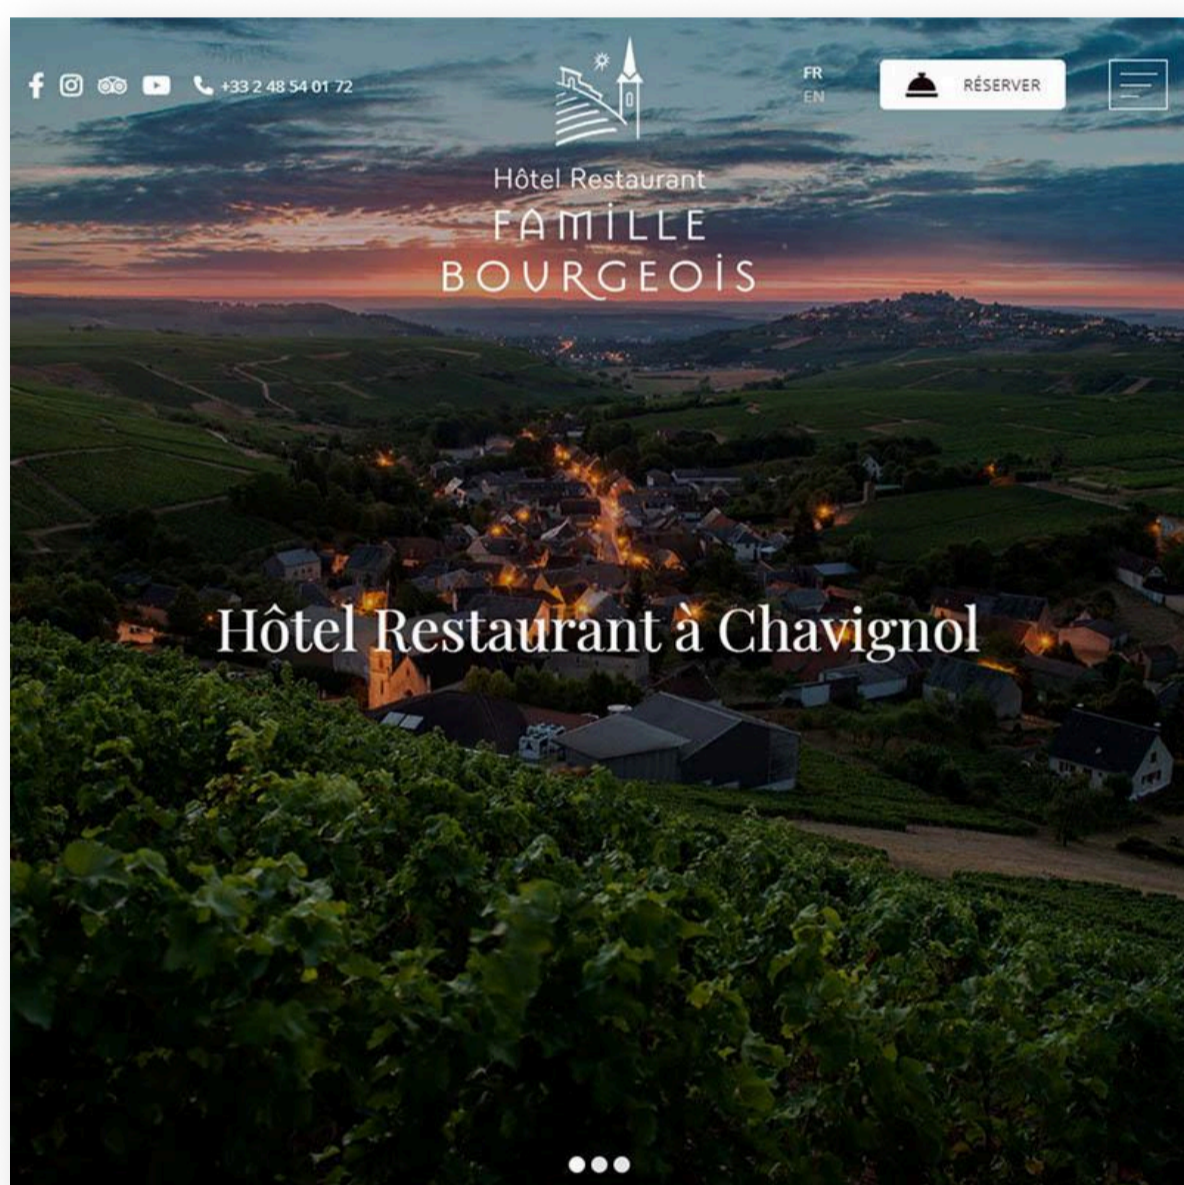 +33 2 48 54 01 72
FR
EN
RÉSERVER
Hôtel Restaurant
FAMILLE
BOURGEOIS
Hôtel Restaurant à Chavignol